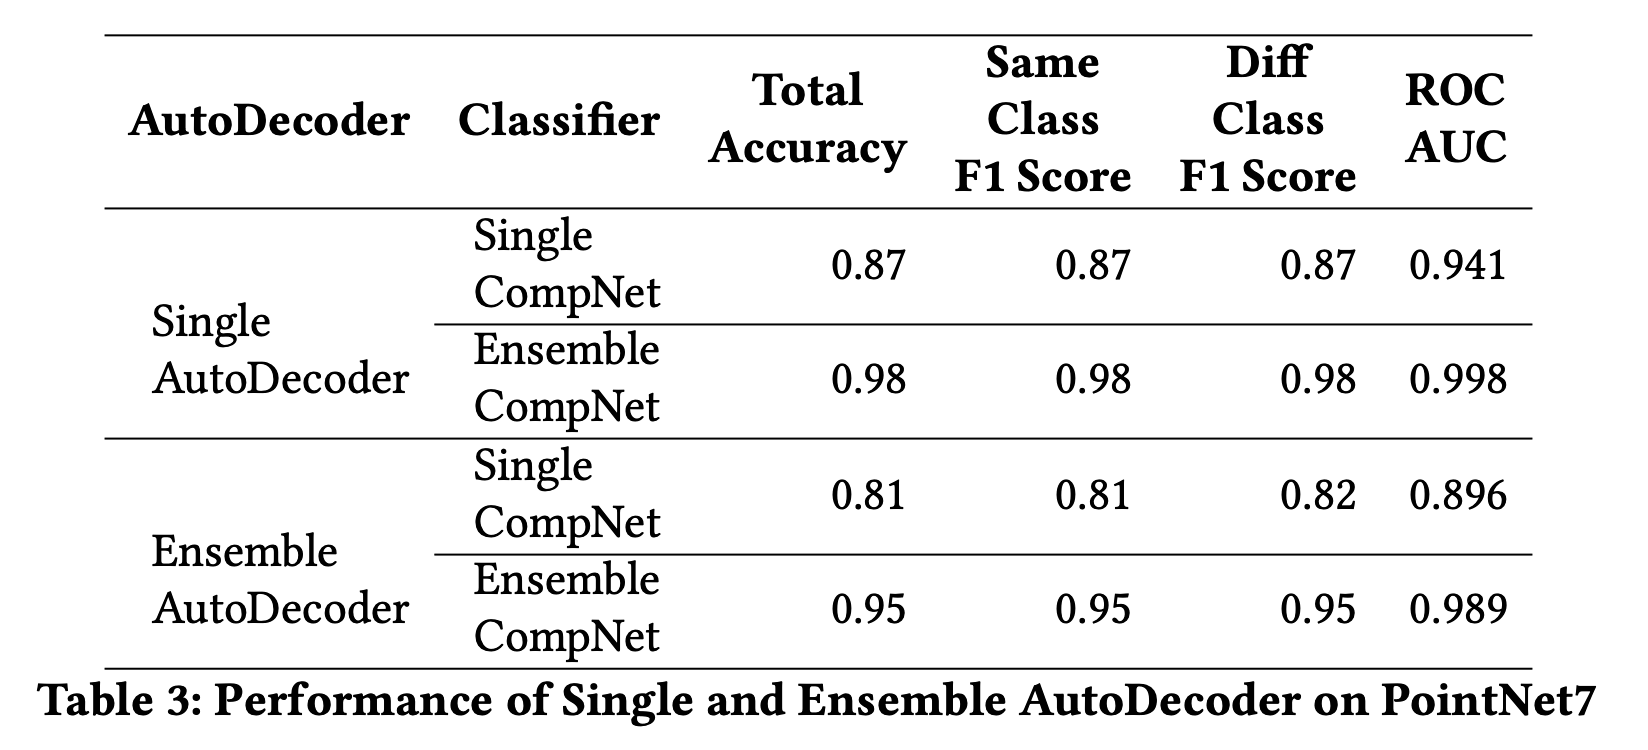 AutoDecoder Classifier Total Accuracy Same Class F1 Score Diff Class F1 Score ROC AUC
Single AutoDecoder Single CompNet 0.87 0.87 0.87 0.941
Ensemble CompNet 0.98 0.98 0.98 0.998
Ensemble AutoDecoder Single CompNet 0.81 0.81 0.82 0.896
Ensemble CompNet 0.95 0.95 0.95 0.989
Table 3: Performance of Single and Ensemble AutoDecoder on PointNet7